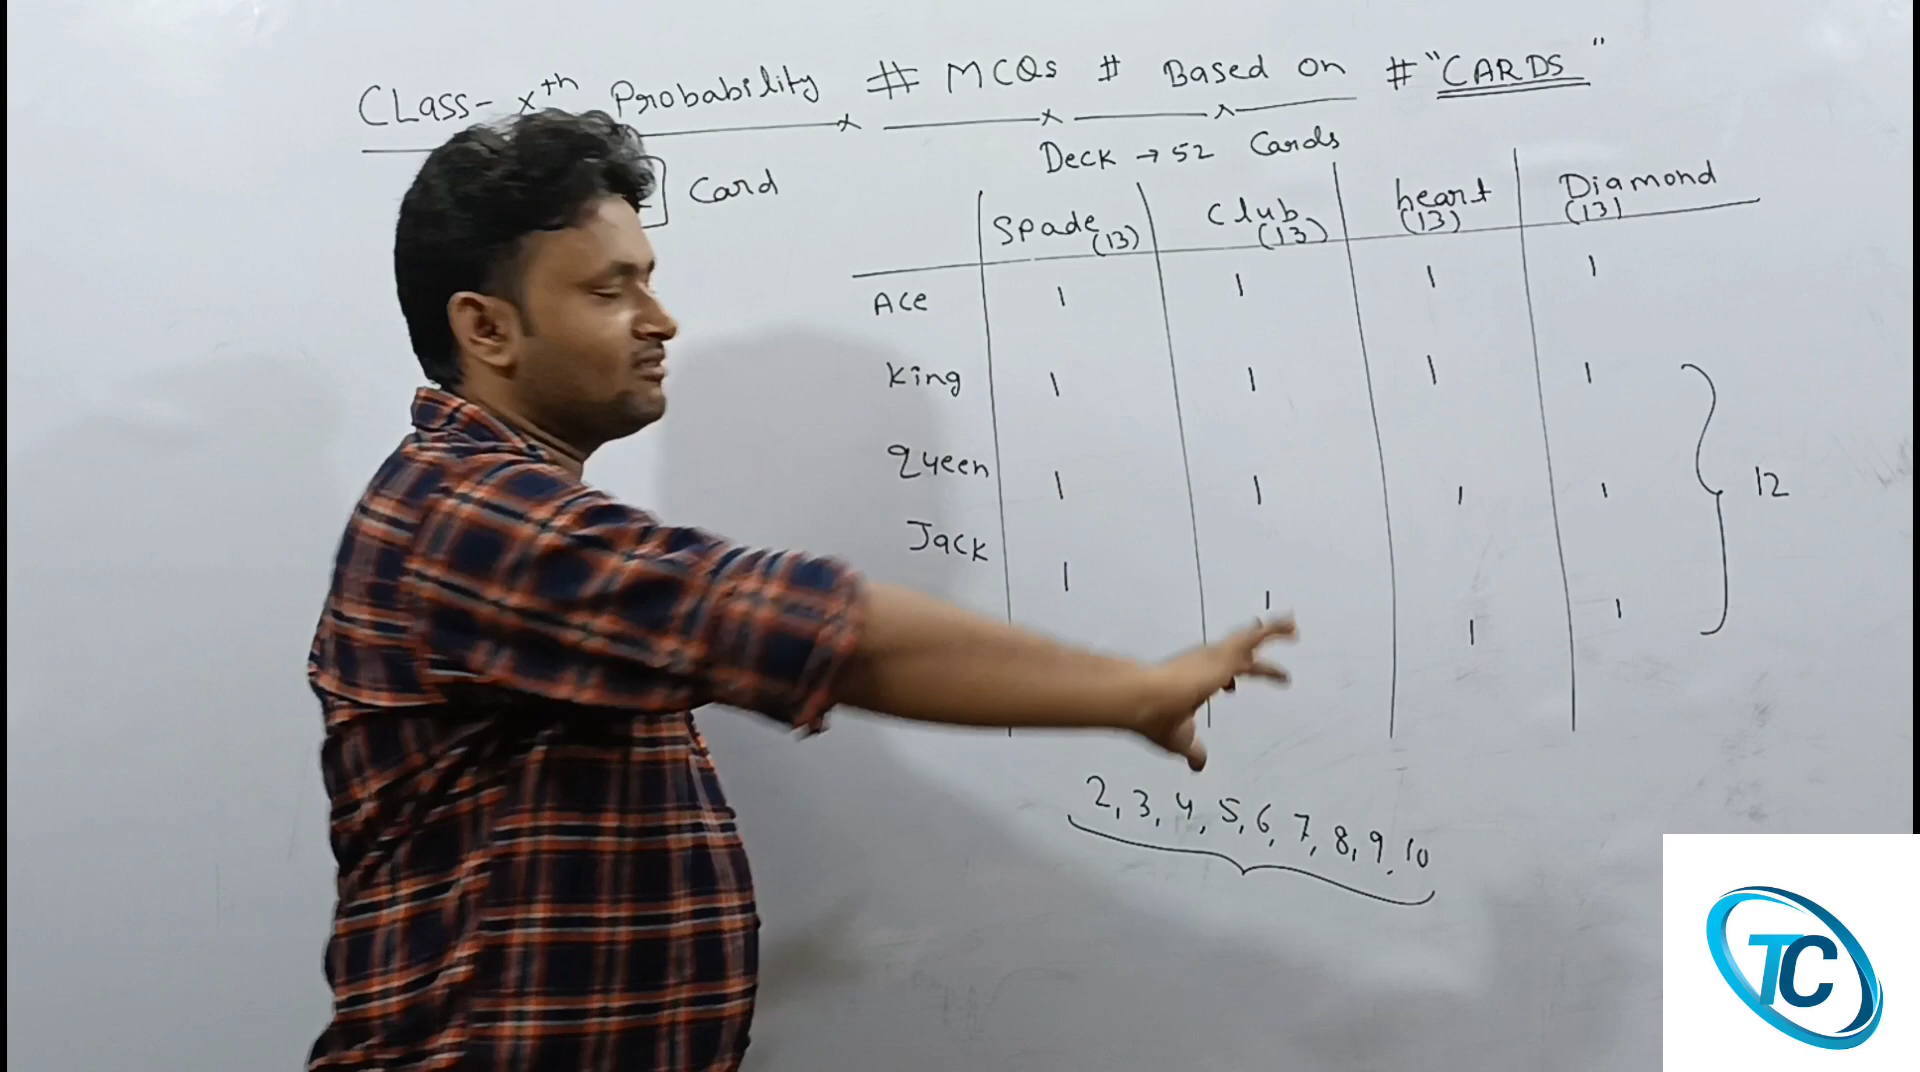 CLass- xth Probability # MCQs # Based on # "CARDS"
Card
Deck → 52 Cards
Spade (13) Club (13) heart (13) Diamond (13)
Ace 1 1 1 1
King 1 1 1 1
Queen 1 1 1 1
Jack 1 1 1 1
12
2, 3, 4, 5, 6, 7, 8, 9, 10
TC